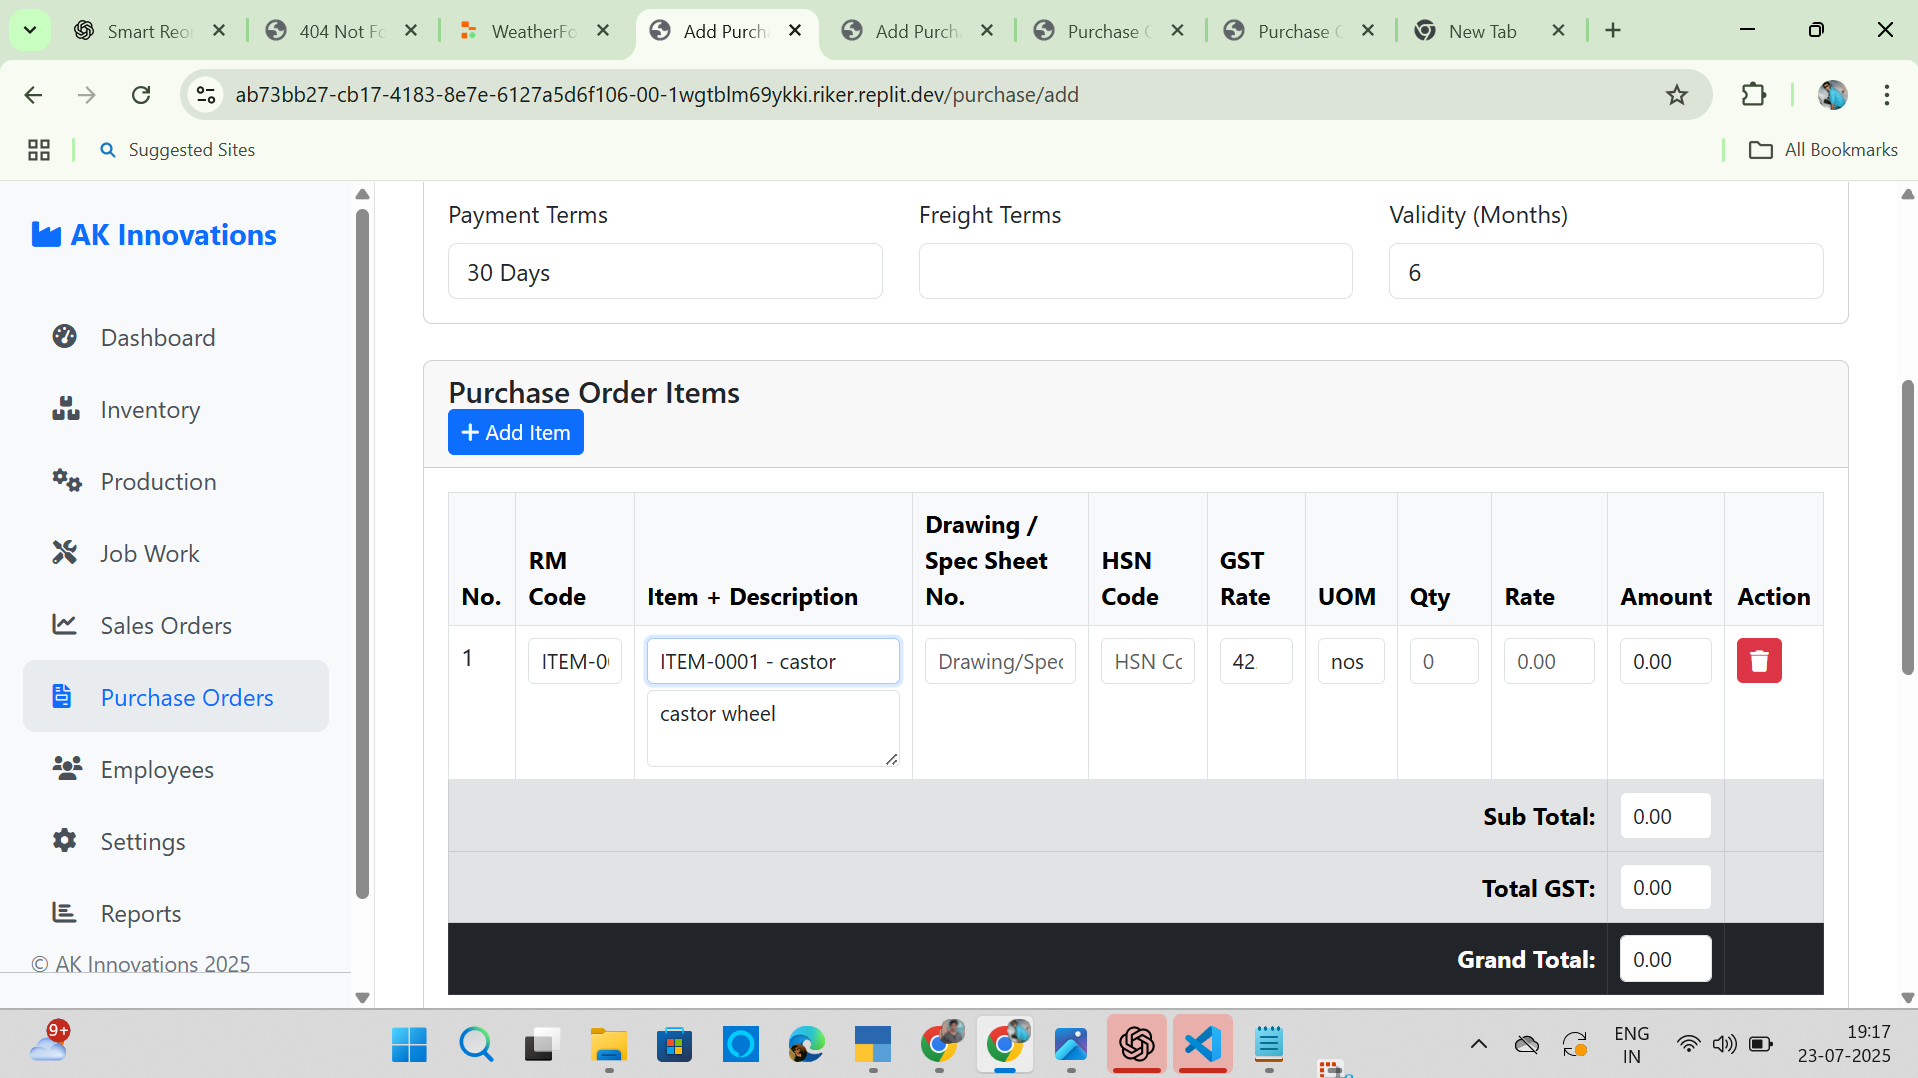 Smart Reo
404 Not Fo
WeatherFo
Add Purcha
Add Purch
Purchase O
Purchase O
New Tab
ab73bb27-cb17-4183-8e7e-6127a5d6f106-00-1wgtblm69ykki.riker.replit.dev/purchase/add
Suggested Sites
All Bookmarks
AK Innovations
Dashboard
Inventory
Production
Job Work
Sales Orders
Purchase Orders
Employees
Settings
Reports
© AK Innovations 2025
Payment Terms
Freight Terms
Validity (Months)
30 Days
6
Purchase Order Items
+ Add Item
No.
RM Code
Item + Description
Drawing / Spec Sheet No.
HSN Code
GST Rate
UOM
Qty
Rate
Amount
Action
1
ITEM-00
ITEM-0001 - castor
castor wheel
Drawing/Spec
HSN Co
42
nos
0
0.00
0.00
Sub Total:
0.00
Total GST:
0.00
Grand Total:
0.00
9+
ENG
IN
19:17
23-07-2025